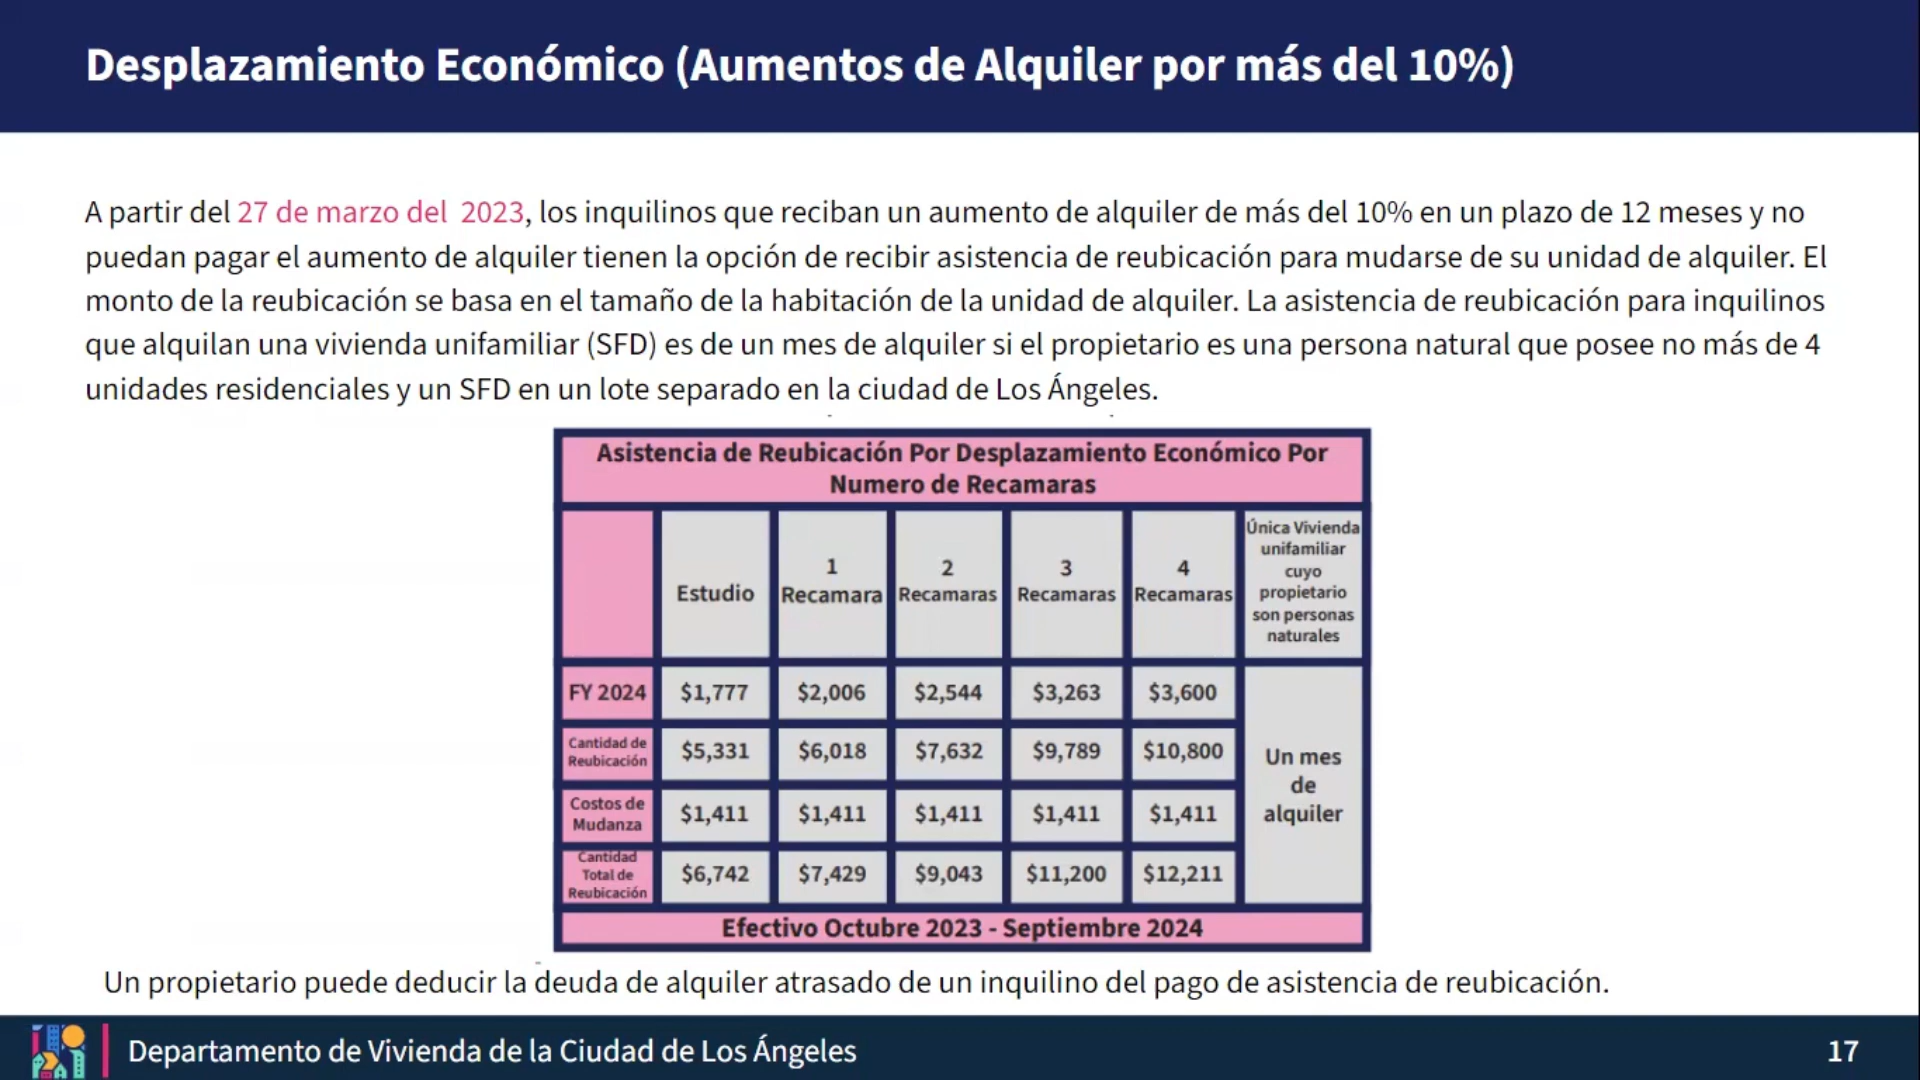 Desplazamiento Económico (Aumentos de Alquiler por más del 10%)
A partir del 27 de marzo del 2023, los inquilinos que reciban un aumento de alquiler de más del 10% en un plazo de 12 meses y no
puedan pagar el aumento de alquiler tienen la opción de recibir asistencia de reubicación para mudarse de su unidad de alquiler. El
monto de la reubicación se basa en el tamaño de la habitación de la unidad de alquiler. La asistencia de reubicación para inquilinos
que alquilan una vivienda unifamiliar (SFD) es de un mes de alquiler si el propietario es una persona natural que posee no más de 4
unidades residenciales y un SFD en un lote separado en la ciudad de Los Ángeles.
Asistencia de Reubicación Por Desplazamiento Económico Por
Numero de Recamaras
Estudio
1
Recamara
2
Recamaras
3
Recamaras
4
Recamaras
Única Vivienda
unifamiliar
cuyo
propietario
son personas
naturales
FY 2024 $1,777 $2,006 $2,544 $3,263 $3,600
Cantidad de
Reubicación
$5,331 $6,018 $7,632 $9,789 $10,800
Costos de
Mudanza
$1,411 $1,411 $1,411 $1,411 $1,411
Cantidad
Total de
Reubicación
$6,742 $7,429 $9,043 $11,200 $12,211
Un mes
de
alquiler
Efectivo Octubre 2023 - Septiembre 2024
Un propietario puede deducir la deuda de alquiler atrasado de un inquilino del pago de asistencia de reubicación.
Departamento de Vivienda de la Ciudad de Los Ángeles
17